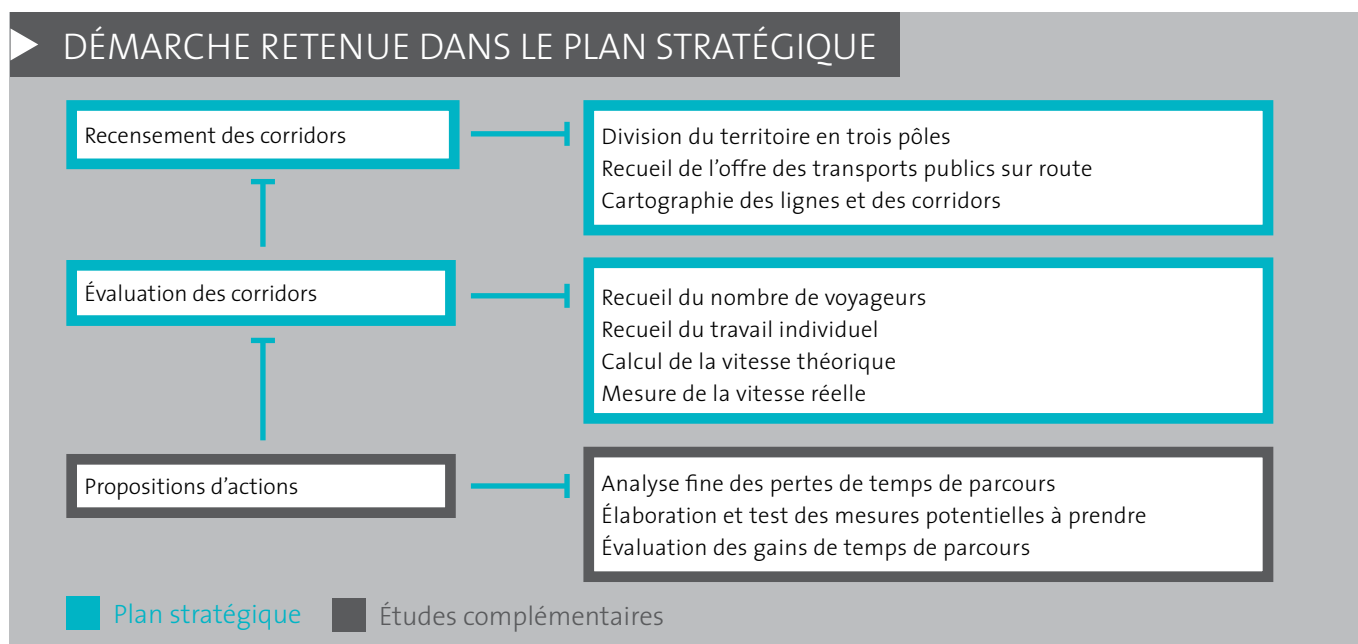 DÉMARCHE RETENUE DANS LE PLAN STRATÉGIQUE
Recensement des corridors
Division du territoire en trois pôles
Recueil de l’offre des transports publics sur route
Cartographie des lignes et des corridors
Évaluation des corridors
Recueil du nombre de voyageurs
Recueil du travail individuel
Calcul de la vitesse théorique
Mesure de la vitesse réelle
Propositions d’actions
Analyse fine des pertes de temps de parcours
Élaboration et test des mesures potentielles à prendre
Évaluation des gains de temps de parcours
Plan stratégique
Études complémentaires